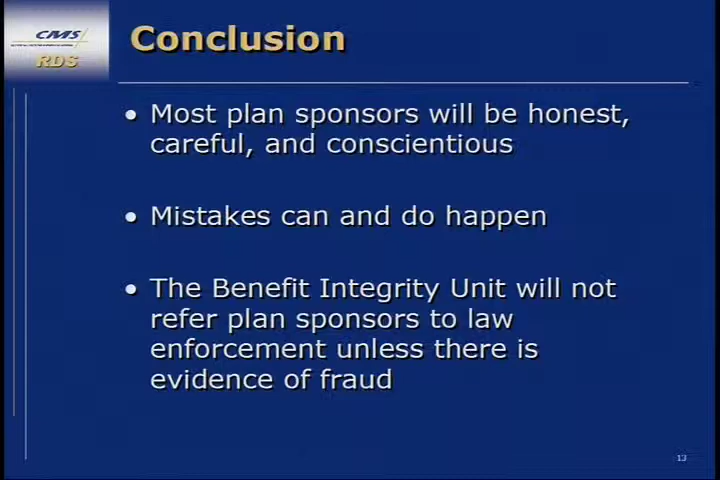 CMS
RDS
Conclusion
• Most plan sponsors will be honest,
careful, and conscientious
• Mistakes can and do happen
• The Benefit Integrity Unit will not
refer plan sponsors to law
enforcement unless there is
evidence of fraud
13